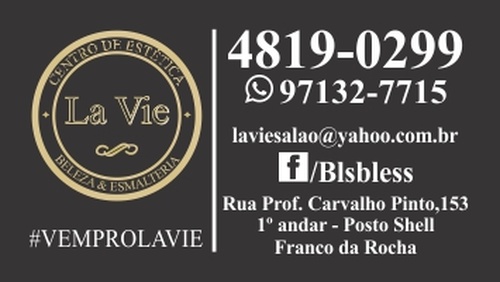 CENTRO DE ESTÉTICA
La Vie
BELEZA & ESMALTERIA
#VEMPROLAVIE
4819-0299
97132-7715
laviesalao@yahoo.com.br
f/Blsbless
Rua Prof. Carvalho Pinto,153
1º andar - Posto Shell
Franco da Rocha